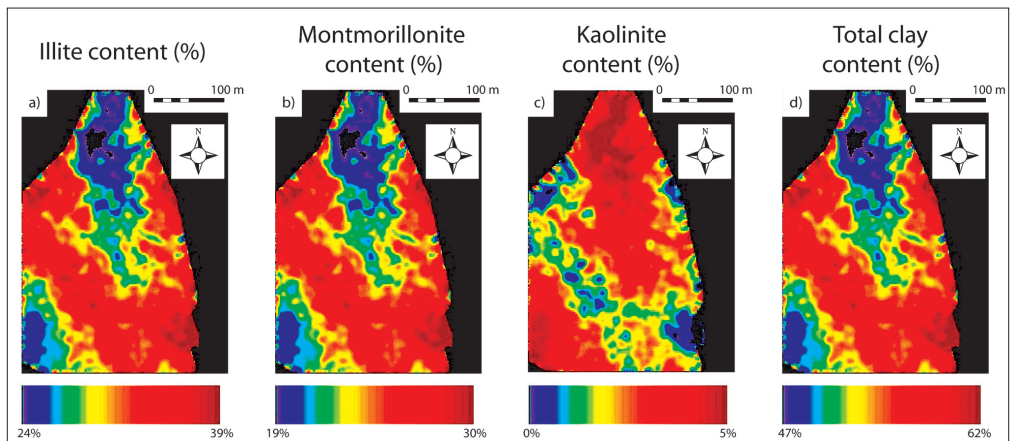 Illite content (%)
Montmorillonite
content (%)
Kaolinite
content (%)
Total clay
content (%)
a)
0 100 m
N
b)
0 100 m
N
c)
0 100 m
N
d)
0 100 m
N
24% 39%
19% 30%
0% 5%
47% 62%